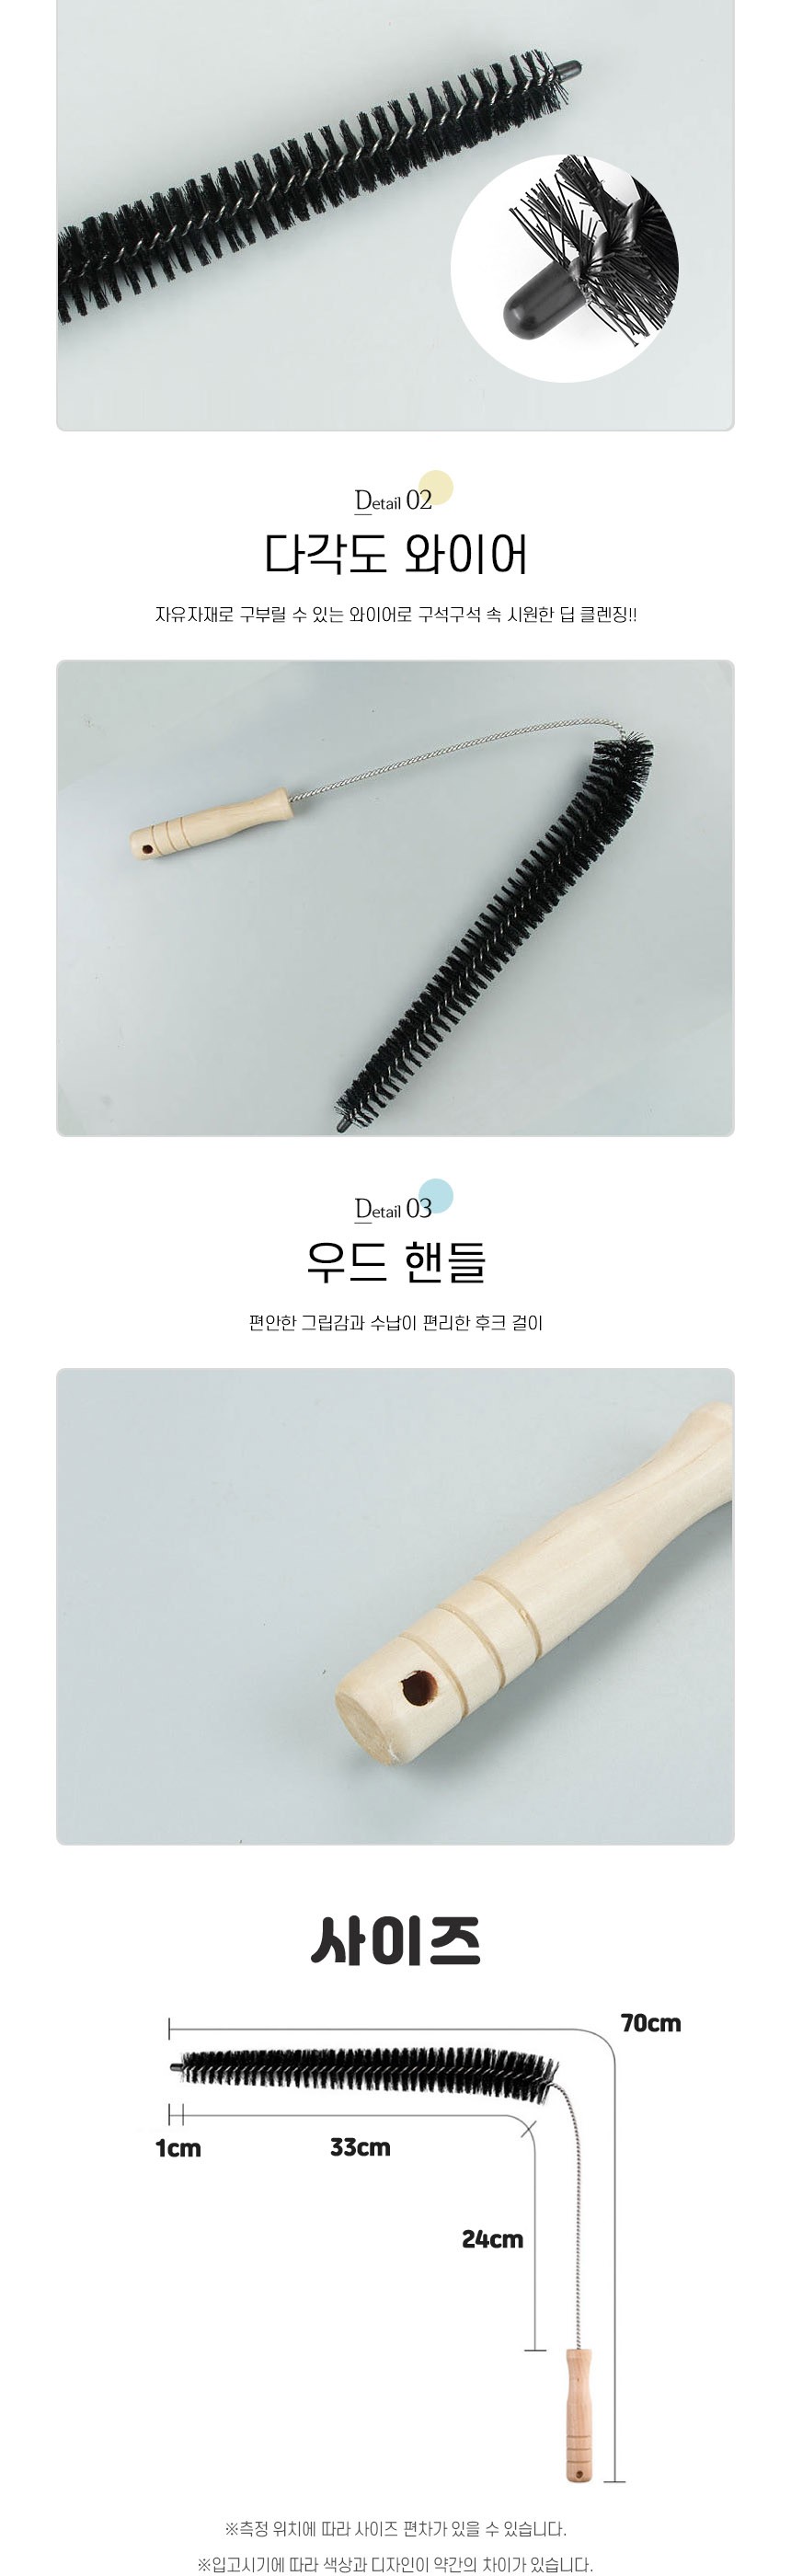 Detail 02
다각도 와이어
자유자재로 구부릴 수 있는 와이어로 구석구석 속 시원한 딥 클렌징!!
Detail 03
우드 핸들
편안한 그립감과 수납이 편리한 후크 걸이
사이즈
70cm
1cm
33cm
24cm
※측정 위치에 따라 사이즈 편차가 있을 수 있습니다.
※입고시기에 따라 색상과 디자인이 약간의 차이가 있습니다.